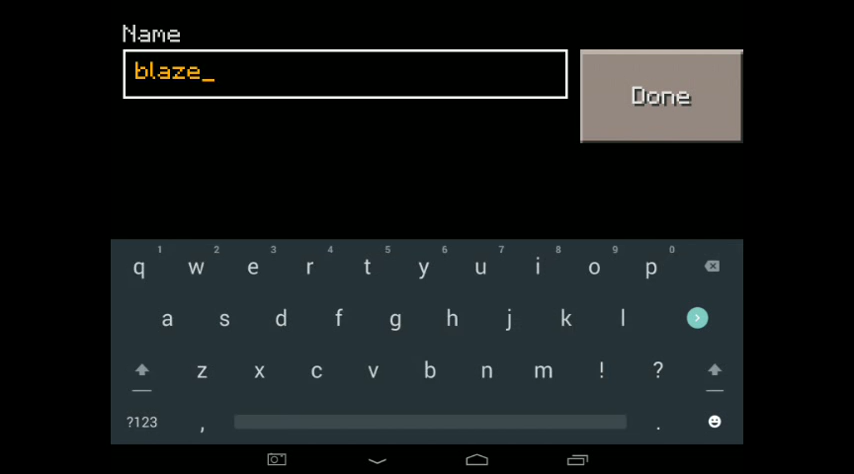 Name
blaze_
Done
1 2 3 4 5 6 7 8 9 0
q w e r t y u i o p
a s d f g h j k l
z x c v b n m ! ?
?123 , .